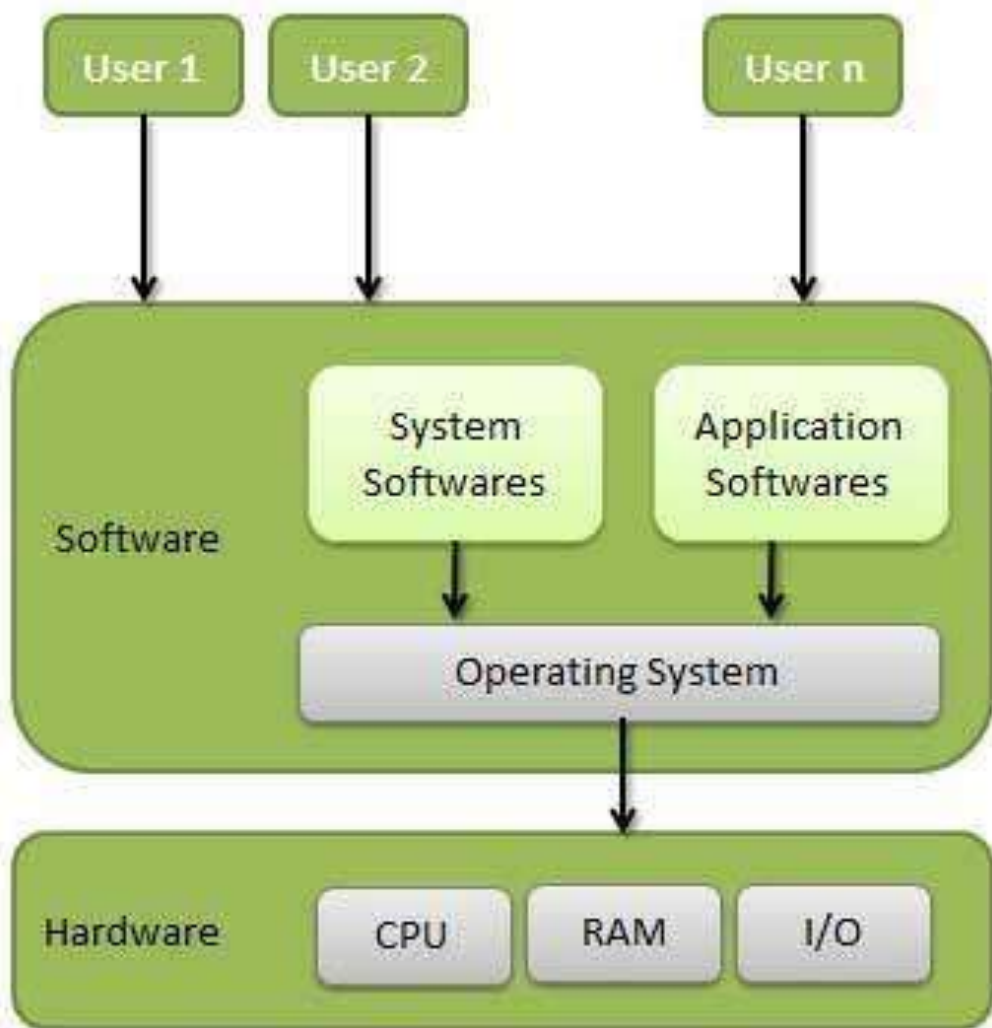 User 1
User 2
User n
System
Softwares
Application
Softwares
Software
Operating System
Hardware
CPU
RAM
I/O